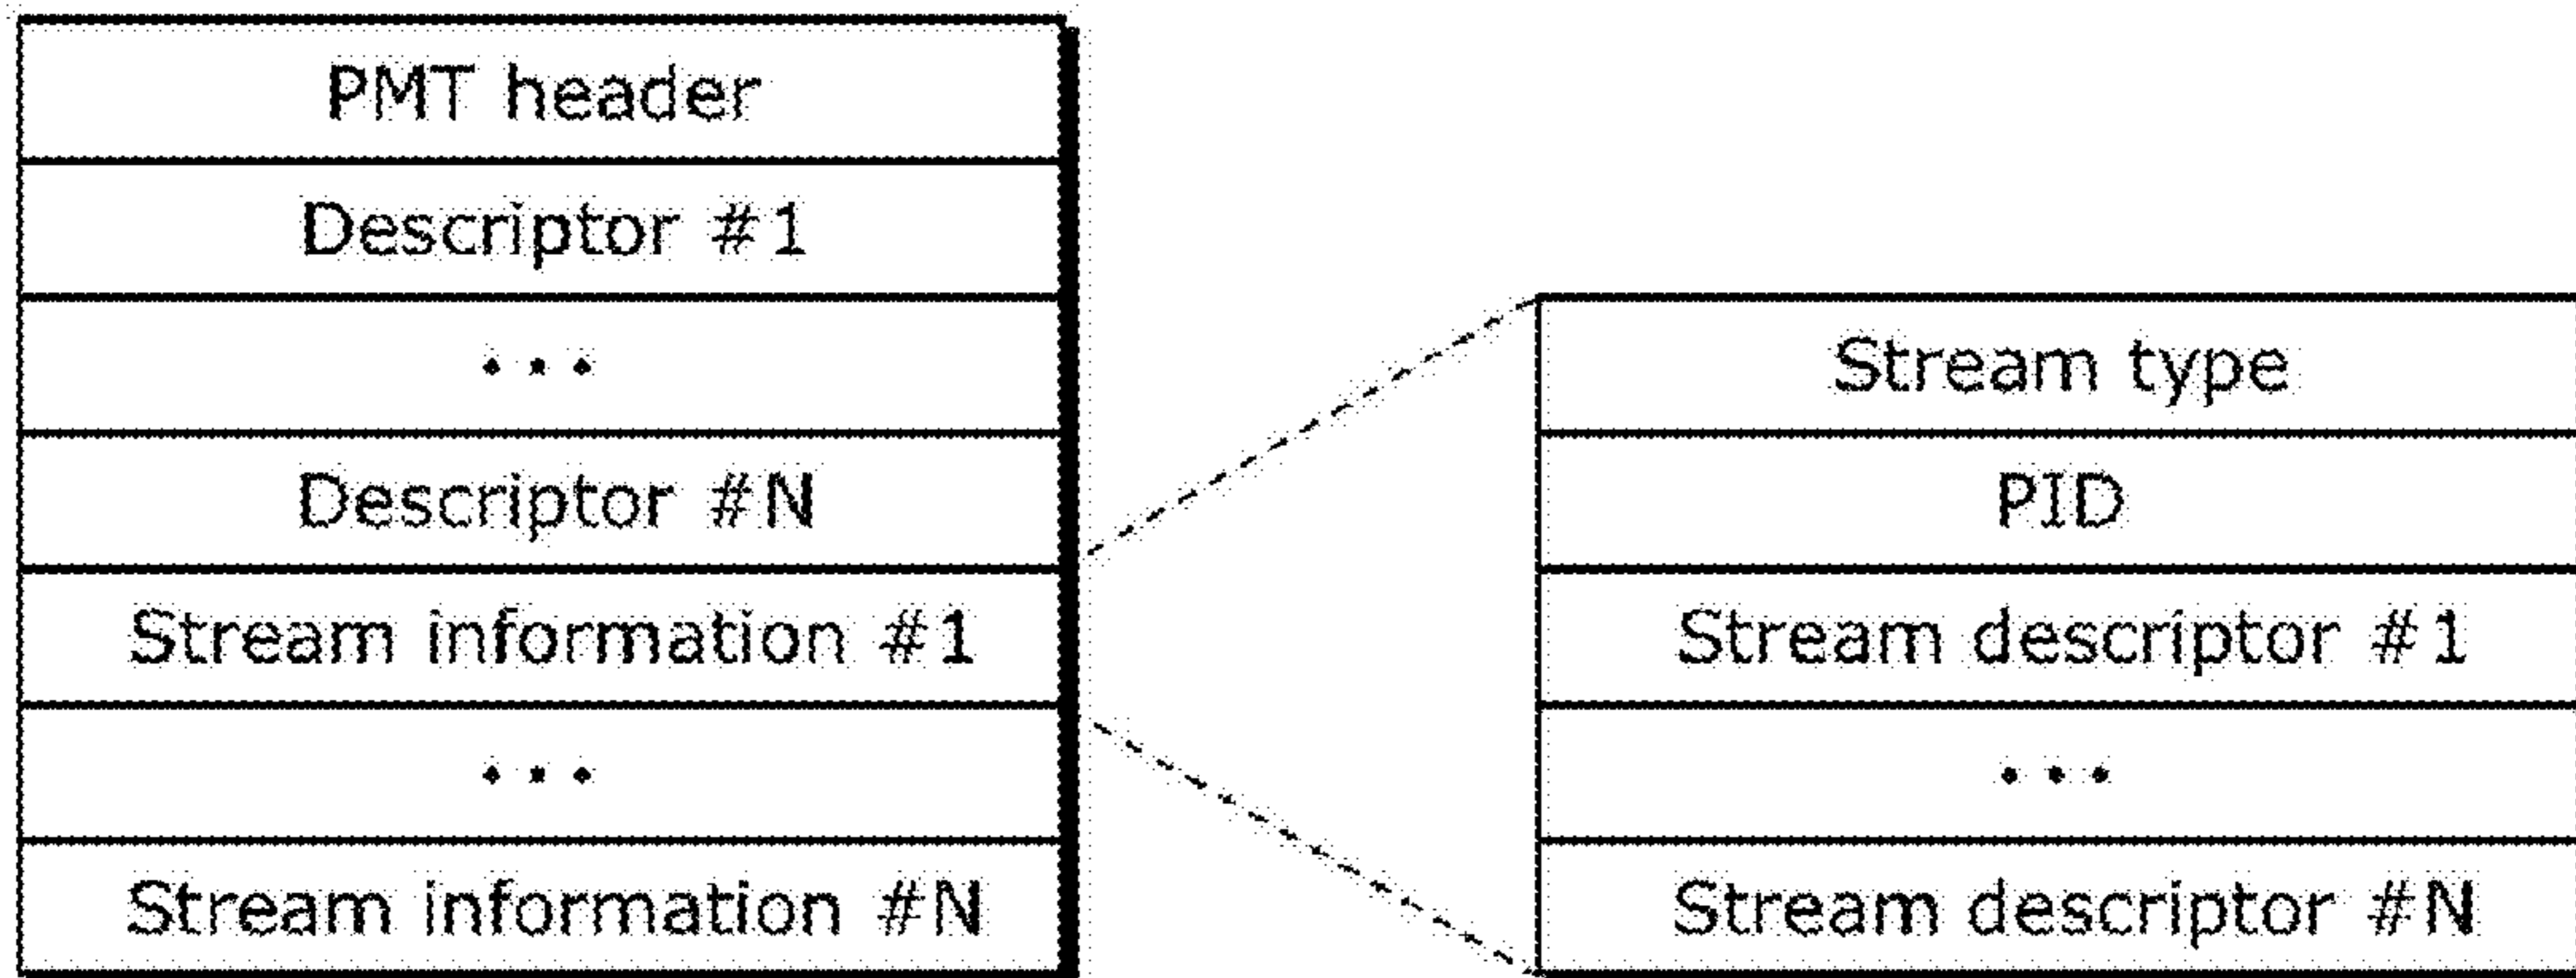 PMT header
Descriptor #1
...
Descriptor #N
Stream information #1
...
Stream information #N
Stream type
PID
Stream descriptor #1
...
Stream descriptor #N